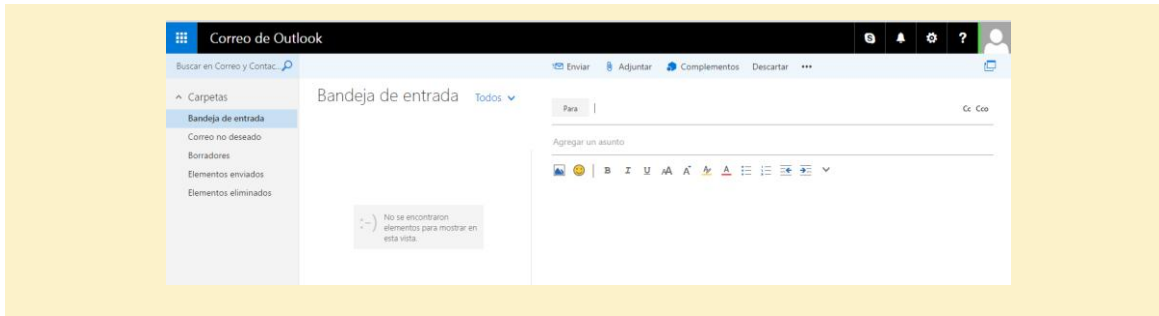 Correo de Outlook
?
Buscar en Correo y Contac...
Enviar Adjuntar Complementos Descartar •••
Carpetas
Bandeja de entrada
Correo no deseado
Borradores
Elementos enviados
Elementos eliminados
Bandeja de entrada Todos
No se encontraron
elementos para mostrar en
esta vista.
Para Cc Cco
Agregar un asunto
B I U AA A A